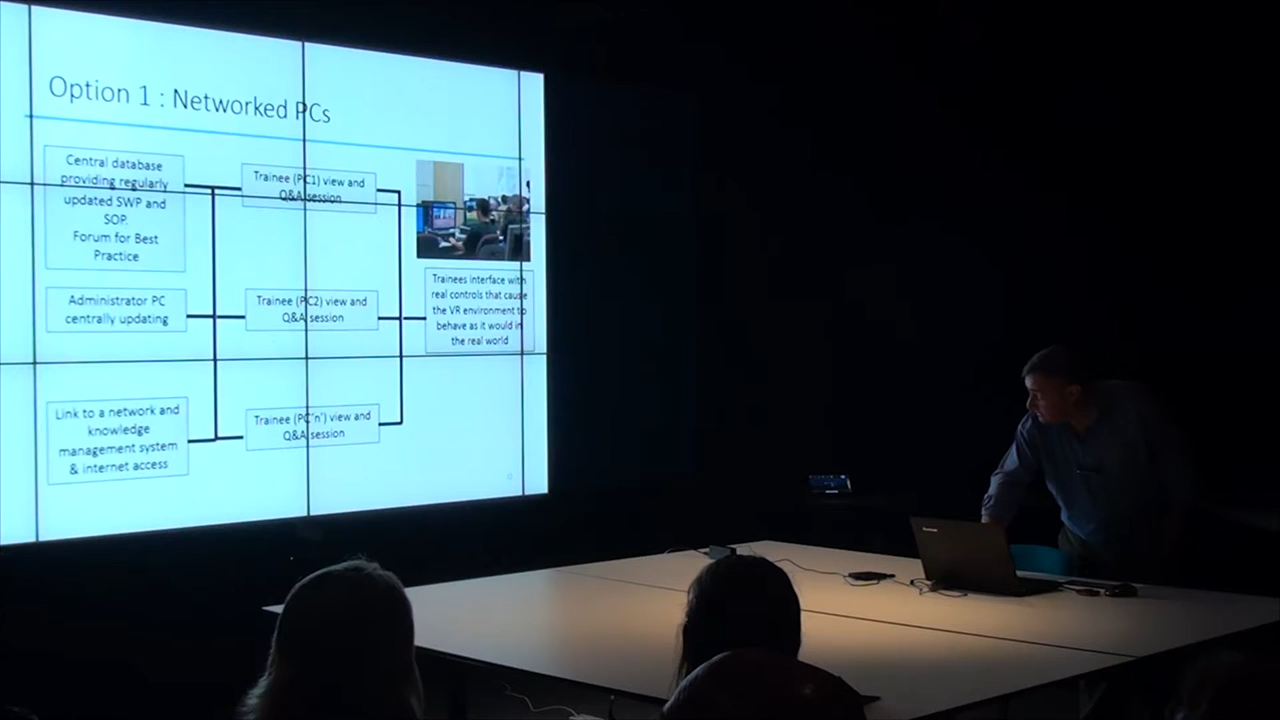 Option 1 : Networked PCs
Central database
providing regularly
updated SWP and
SOP.
Forum for Best
Practice
Administrator PC
centrally updating
Link to a network and
knowledge
management system
& internet access
Trainee (PC1) view and
Q&A session
Trainee (PC2) view and
Q&A session
Trainee (PC'n') view and
Q&A session
Trainees interface with
real controls that cause
the VR environment to
behave as it would in
the real world